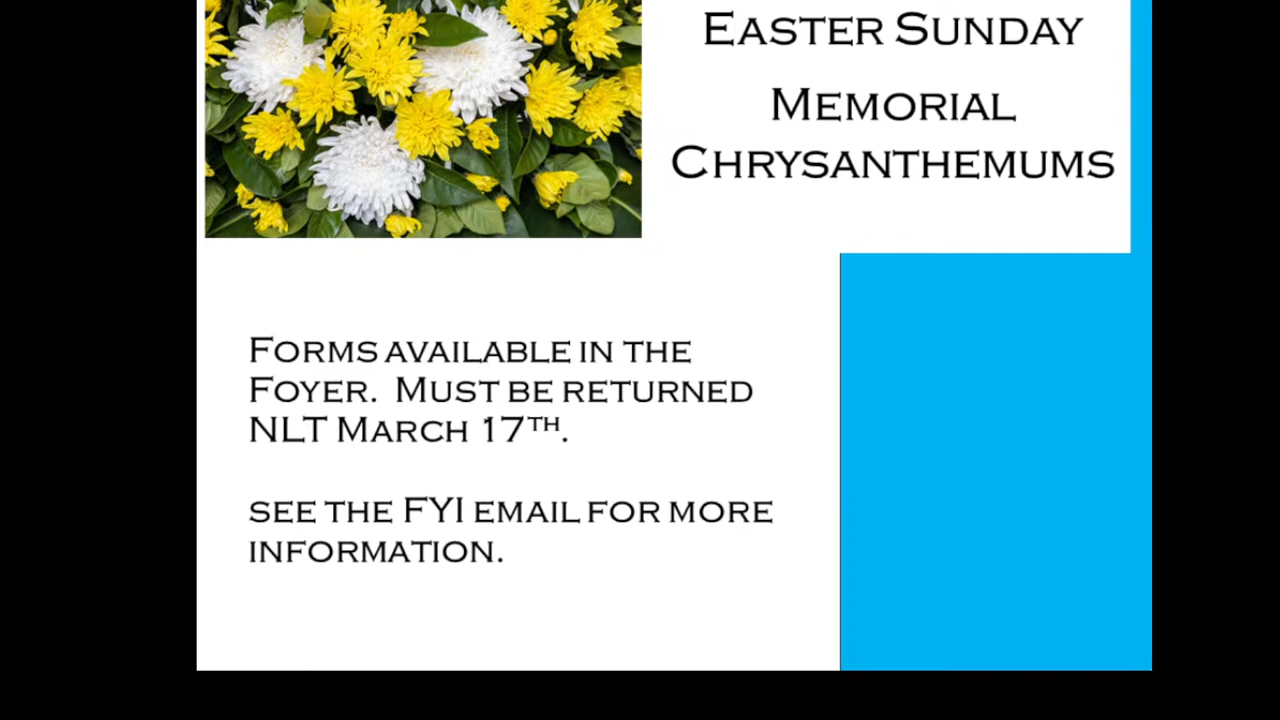 Easter Sunday
Memorial
Chrysanthemums
Forms available in the
Foyer. Must be returned
NLT March 17th.
see the FYI email for more
information.